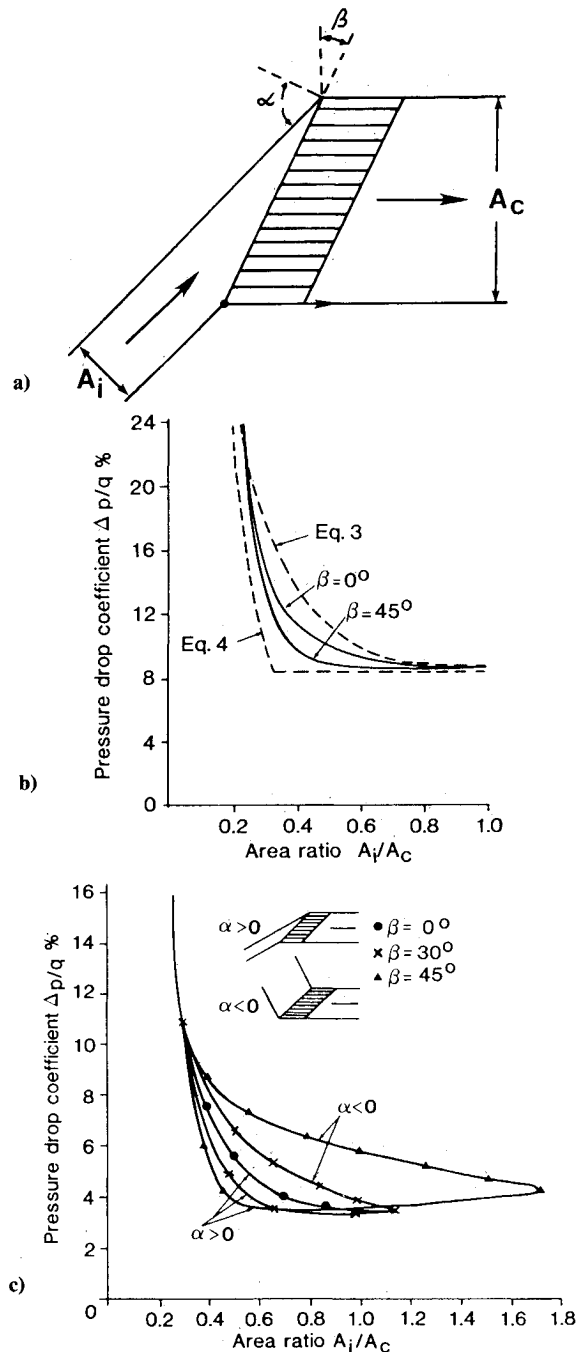 β
α
A_c
A_i
a)
24
20
16
12
8
4
0
Pressure drop coefficient Δp/q %
Eq. 3
β=0°
β=45°
Eq. 4
0.2 0.4 0.6 0.8 1.0
Area ratio A_i/A_C
b)
16
14
12
10
8
6
4
2
0
Pressure drop coefficient Δp/q %
α>0
α<0
● β= 0°
× β=30°
▲ β=45°
α<0
α>0
0.2 0.4 0.6 0.8 1.0 1.2 1.4 1.6 1.8
Area ratio A_i/A_C
c)